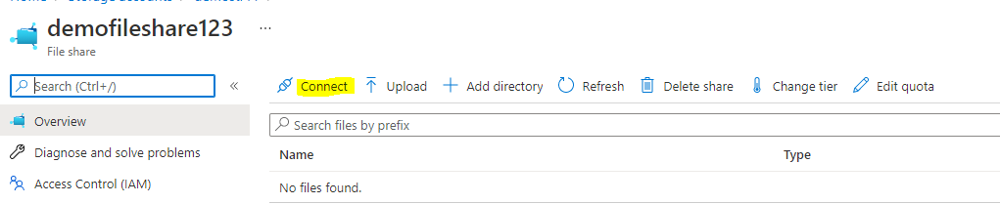 demofileshare123 ...
File share
Search (Ctrl+/) «
Connect Upload Add directory Refresh Delete share Change tier Edit quota
Overview
Search files by prefix
Diagnose and solve problems
Name Type
Access Control (IAM)
No files found.